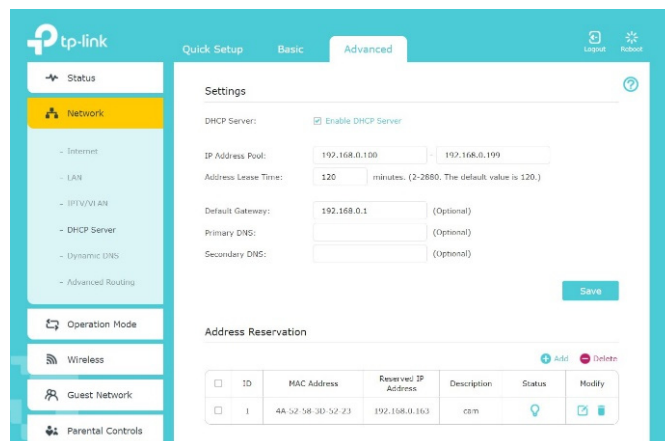 tp-link
Quick Setup Basic Advanced Logout Reboot
Status
Network
- Internet
- LAN
- IPTV/VLAN
- DHCP Server
- Dynamic DNS
- Advanced Routing
Operation Mode
Wireless
Guest Network
Parental Controls
Settings
DHCP Server: Enable DHCP Server
IP Address Pool: 192.168.0.100 - 192.168.0.199
Address Lease Time: 120 minutes. (2-2880. The default value is 120.)
Default Gateway: 192.168.0.1 (Optional)
Primary DNS: (Optional)
Secondary DNS: (Optional)
Save
Address Reservation
Add Delete
ID MAC Address Reserved IP Address Description Status Modify
1 4A-52-58-3D-52-23 192.168.0.163 cam